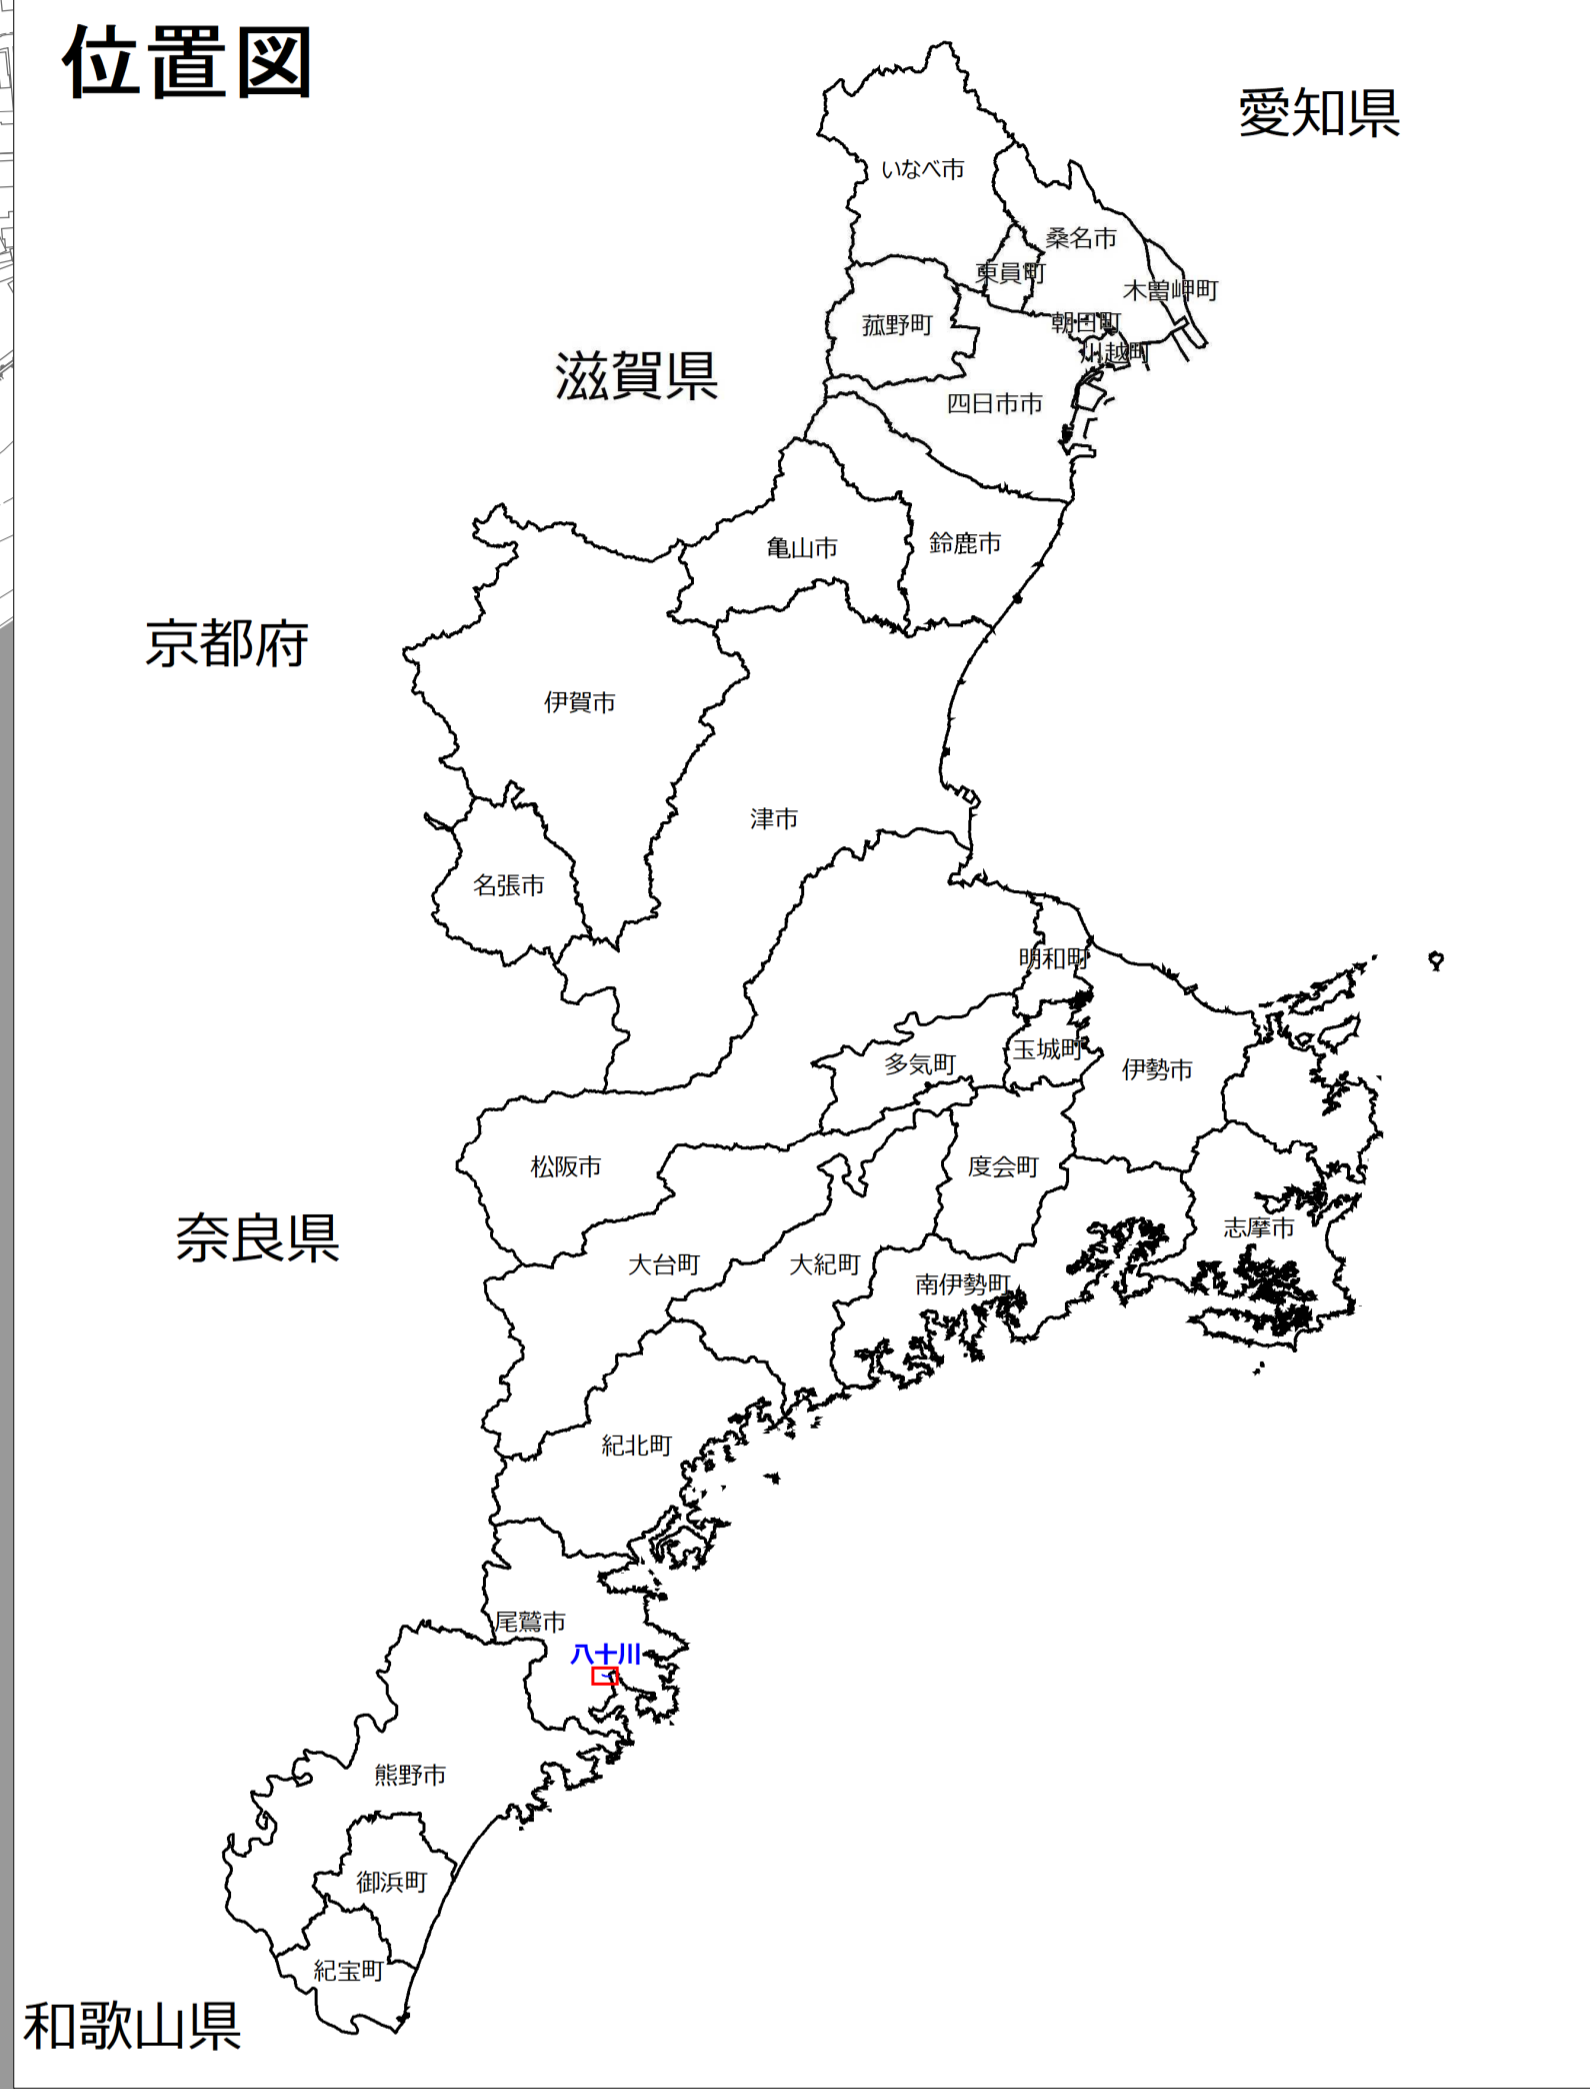 位置図
愛知県
いなべ市
桑名市
東員町
木曽岬町
菰野町
朝日町
川越町
滋賀県
四日市市
亀山市
鈴鹿市
京都府
伊賀市
津市
名張市
明和町
多気町
玉城町
伊勢市
松阪市
度会町
奈良県
志摩市
大台町
大紀町
南伊勢町
紀北町
尾鷲市
八十川
熊野市
御浜町
紀宝町
和歌山県